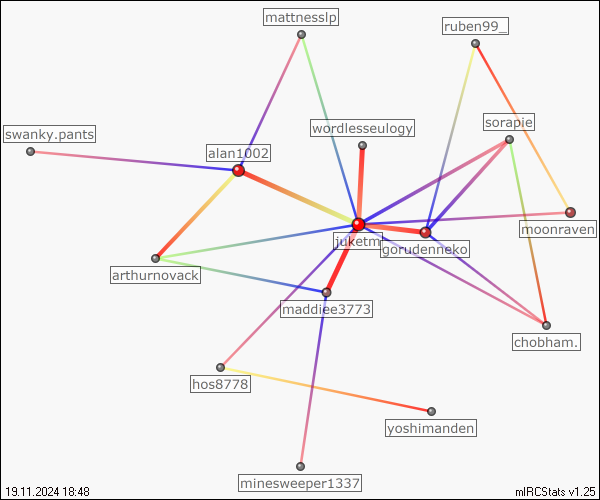 mattnesslp
ruben99_
sorapie
wordlesseulogy
swanky.pants
alan1002
moonraven
juketm
gorudenneko
arthurnovack
maddiee3773
chobham.
hos8778
yoshimanden
minesweeper1337
19.11.2024 18:48
mIRCStats v1.25